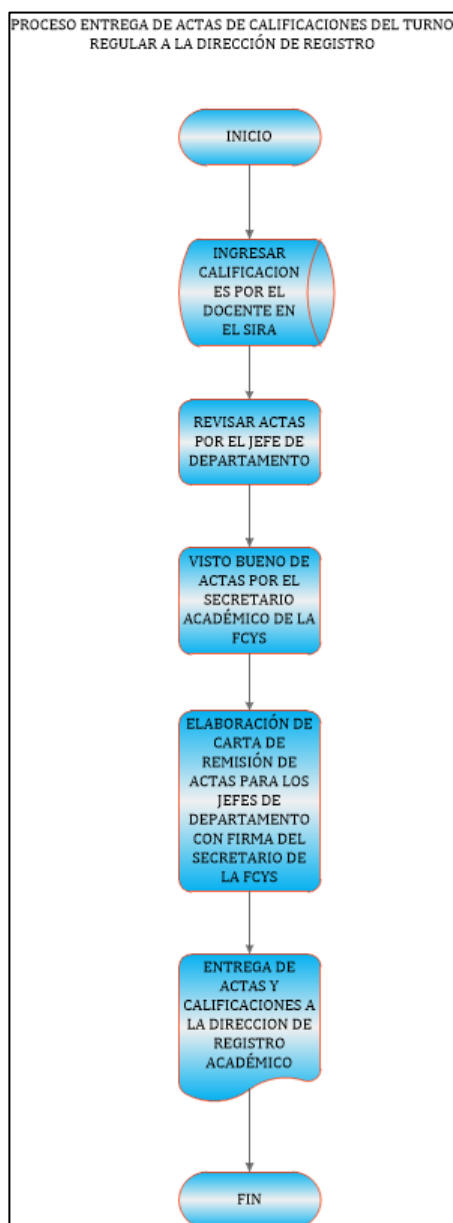 PROCESO ENTREGA DE ACTAS DE CALIFICACIONES DEL TURNO
REGULAR A LA DIRECCIÓN DE REGISTRO
INICIO
INGRESAR
CALIFICACION
ES POR EL
DOCENTE EN
EL SIRA
REVISAR ACTAS
POR EL JEFE DE
DEPARTAMENTO
VISTO BUENO DE
ACTAS POR EL
SECRETARIO
ACADÉMICO DE LA
FCYS
ELABORACIÓN DE
CARTA DE
REMISIÓN DE
ACTAS PARA LOS
JEFES DE
DEPARTAMENTO
CON FIRMA DEL
SECRETARIO DE
LA FCYS
ENTREGA DE
ACTAS Y
CALIFICACIONES A
LA DIRECCION DE
REGISTRO
ACADÉMICO
FIN